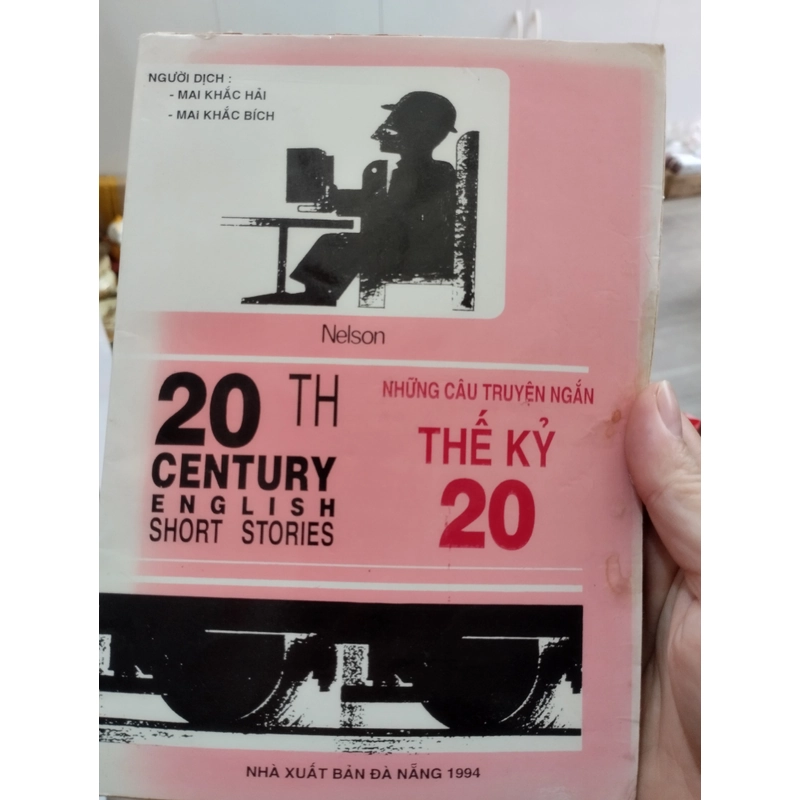 NGƯỜI DỊCH :
- MAI KHẮC HẢI
- MAI KHẮC BÍCH
Nelson
20 TH
CENTURY
ENGLISH
SHORT STORIES
NHỮNG CÂU TRUYỆN NGẮN
THẾ KỶ
20
NHÀ XUẤT BẢN ĐÀ NẴNG 1994